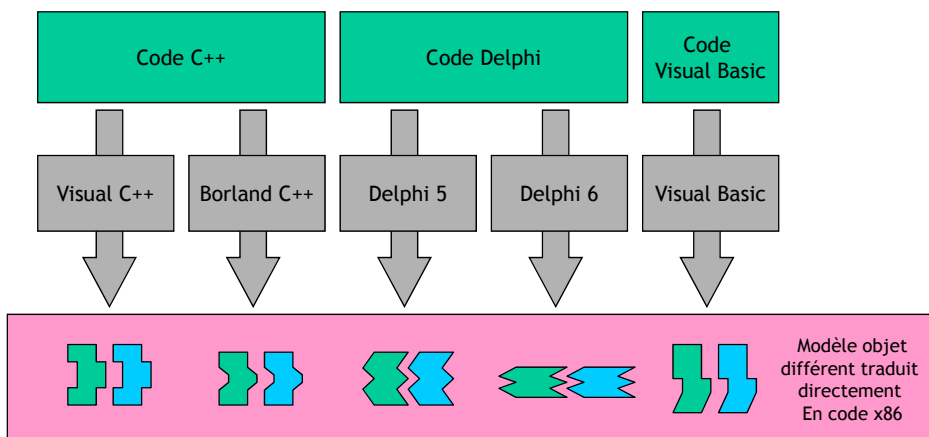 Code C++
Code Delphi
Code
Visual Basic
Visual C++
Borland C++
Delphi 5
Delphi 6
Visual Basic
Modèle objet
différent traduit
directement
En code x86